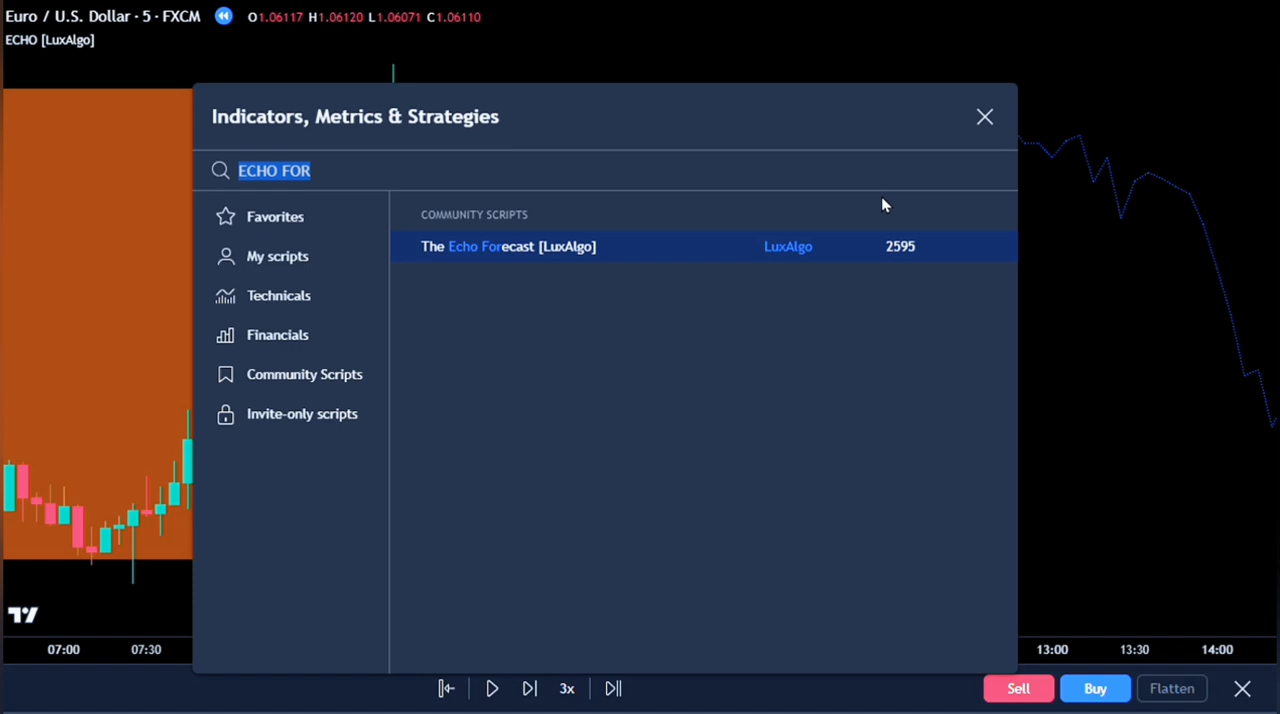 Euro / U.S. Dollar · 5 · FXCM O1.06117 H1.06120 L1.06071 C1.06110
ECHO [LuxAlgo]
Indicators, Metrics & Strategies
ECHO FOR
Favorites
My scripts
Technicals
Financials
Community Scripts
Invite-only scripts
COMMUNITY SCRIPTS
The Echo Forecast [LuxAlgo] LuxAlgo 2595
07:00 07:30 13:00 13:30 14:00
3x Sell Buy Flatten